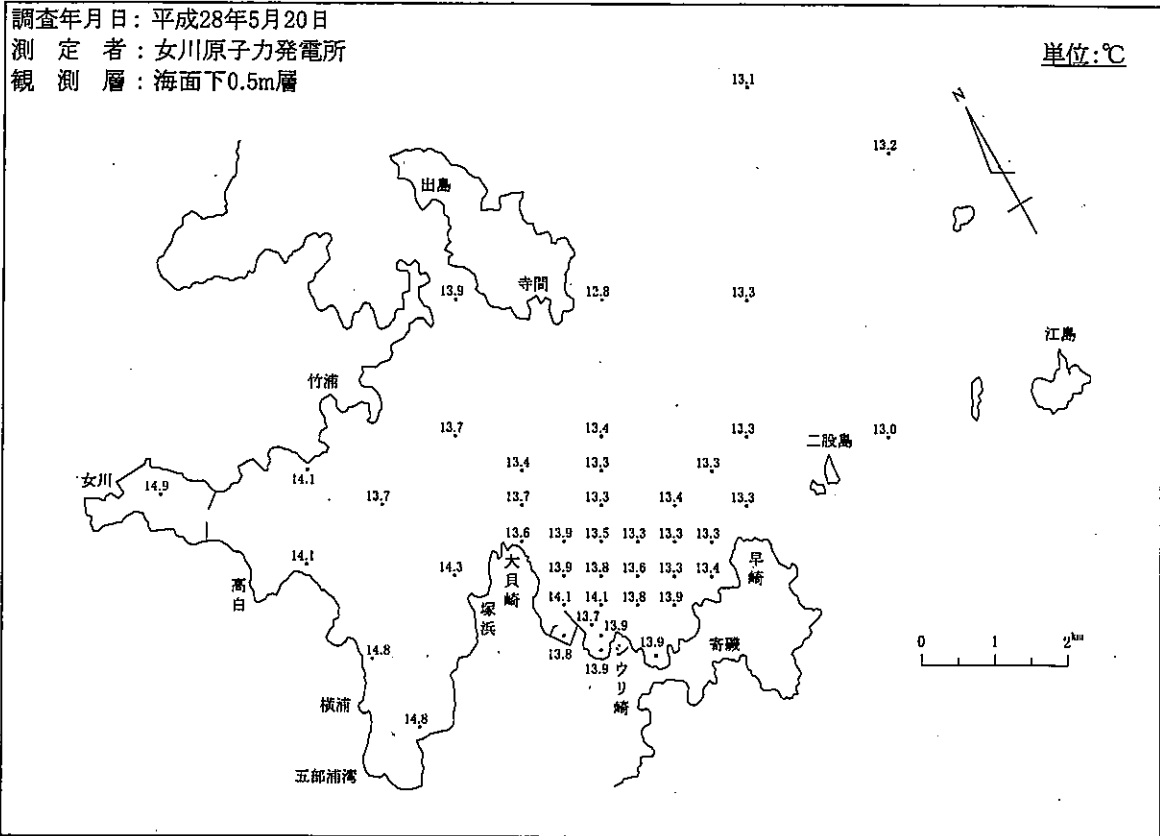 調査年月日：平成28年5月20日
測定者：女川原子力発電所
観測層：海面下0.5m層
単位:℃
13.1
N
13.2
出島
寺間
13.9
12.8
13.3
江島
竹浦
13.7
13.4
13.3
13.0
二股島
女川
14.9
14.1
13.4
13.3
13.3
13.7
13.7
13.3
13.4
13.3
13.6
13.9
13.5
13.3
13.3
13.3
14.1
14.3
大貝崎
13.9
13.8
13.6
13.3
13.4
早崎
高白
塚浜
14.1
14.1
13.8
13.9
13.7
13.9
14.8
13.8
13.9
13.9
シウリ崎
寄磯
0 1 2km
横浦
14.8
五部浦湾